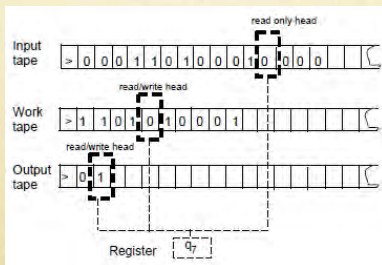 read only head
Input tape
> 0 0 0 1 1 0 1 0 0 0 1 0 0 0 0
read/write head
Work tape
> 1 1 0 1 0 1 0 0 0 1
read/write head
Output tape
> 0 1
Register q7